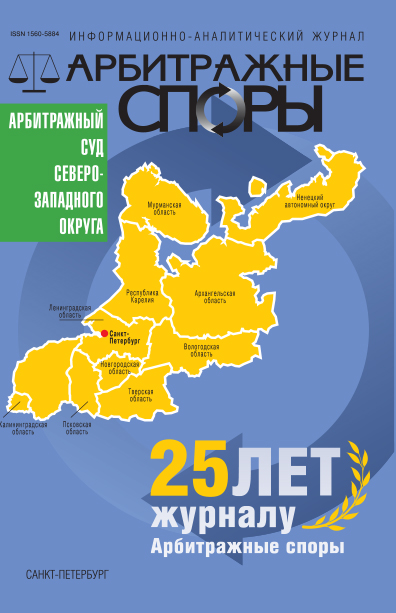 ISSN 1560-5884
ИНФОРМАЦИОННО-АНАЛИТИЧЕСКИЙ ЖУРНАЛ
АРБИТРАЖНЫЕ
СПОРЫ
АРБИТРАЖНЫЙ
СУД
СЕВЕРО-
ЗАПАДНОГО
ОКРУГА
Мурманская
область
Ненецкий
автономный округ
Республика
Карелия
Архангельская
область
Ленинградская
область
Санкт-
Петербург
Вологодская
область
Новгородская
область
Тверская
область
Калининградская
область
Псковская
область
25 ЛЕТ
журналу
Арбитражные споры
САНКТ-ПЕТЕРБУРГ